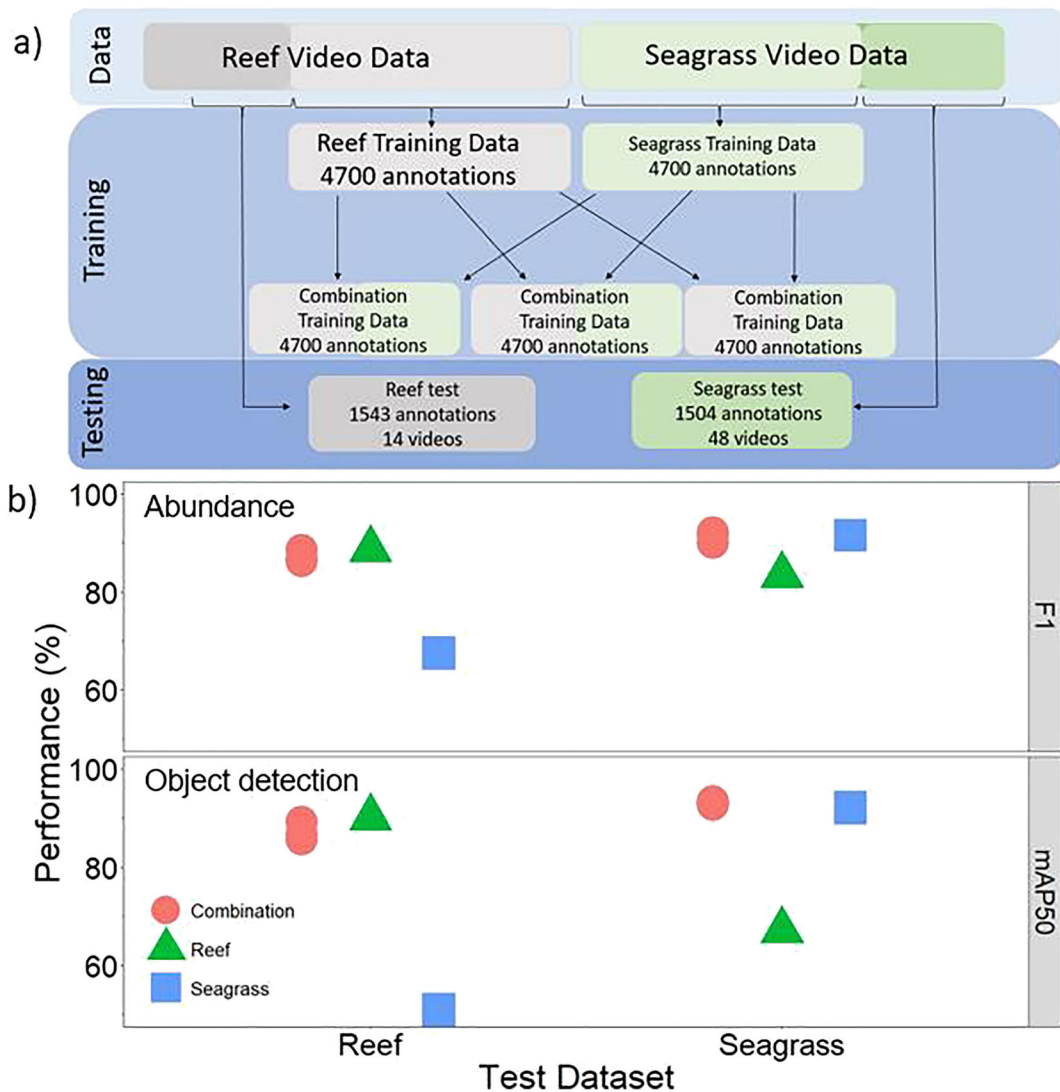 a)
Data
Reef Video Data
Seagrass Video Data
Training
Reef Training Data
4700 annotations
Seagrass Training Data
4700 annotations
Combination
Training Data
4700 annotations
Combination
Training Data
4700 annotations
Combination
Training Data
4700 annotations
Testing
Reef test
1543 annotations
14 videos
Seagrass test
1504 annotations
48 videos
b)
Performance (%)
Abundance
100
80
60
F1
Object detection
100
80
60
mAP50
Combination
Reef
Seagrass
Reef
Seagrass
Test Dataset